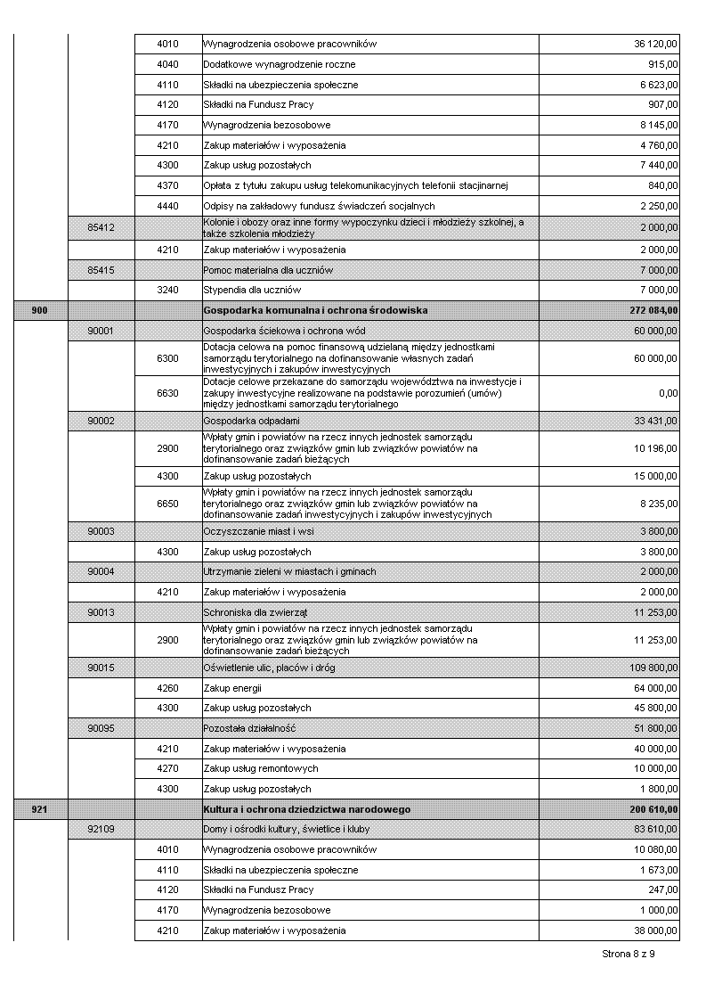 4010 Wynagrodzenia osobowe pracowników 36 120,00
4040 Dodatkowe wynagrodzenie roczne 915,00
4110 Składki na ubezpieczenia społeczne 6 623,00
4120 Składki na Fundusz Pracy 907,00
4170 Wynagrodzenia bezosobowe 8 145,00
4210 Zakup materiałów i wyposażenia 4 760,00
4300 Zakup usług pozostałych 7 440,00
4370 Opłata z tytułu zakupu usług telekomunikacyjnych telefonii stacjinarnej 840,00
4440 Odpisy na zakładowy fundusz świadczeń socjalnych 2 250,00
85412 Kolonie i obozy oraz inne formy wypoczynku dzieci i młodzieży szkolnej, a
także szkolenia młodzieży 2 000,00
4210 Zakup materiałów i wyposażenia 2 000,00
85415 Pomoc materialna dla uczniów 7 000,00
3240 Stypendia dla uczniów 7 000,00
900 Gospodarka komunalna i ochrona środowiska 272 084,00
90001 Gospodarka ściekowa i ochrona wód 60 000,00
Dotacja celowa na pomoc finansową udzielaną między jednostkami
6300 samorządu terytorialnego na dofinansowanie własnych zadań 60 000,00
inwestycyjnych i zakupów inwestycyjnych
Dotacje celowe przekazane do samorządu województwa na inwestycje i
6630 zakupy inwestycyjne realizowane na podstawie porozumień (umów) 0,00
między jednostkami samorządu terytorialnego
90002 Gospodarka odpadami 33 431,00
Wpłaty gmin i powiatów na rzecz innych jednostek samorządu
2900 terytorialnego oraz związków gmin lub związków powiatów na 10 196,00
dofinansowanie zadań bieżących
4300 Zakup usług pozostałych 15 000,00
Wpłaty gmin i powiatów na rzecz innych jednostek samorządu
6650 terytorialnego oraz związków gmin lub związków powiatów na 8 235,00
dofinansowanie zadań inwestycyjnych i zakupów inwestycyjnych
90003 Oczyszczanie miast i wsi 3 800,00
4300 Zakup usług pozostałych 3 800,00
90004 Utrzymanie zieleni w miastach i gminach 2 000,00
4210 Zakup materiałów i wyposażenia 2 000,00
90013 Schroniska dla zwierząt 11 253,00
Wpłaty gmin i powiatów na rzecz innych jednostek samorządu
2900 terytorialnego oraz związków gmin lub związków powiatów na 11 253,00
dofinansowanie zadań bieżących
90015 Oświetlenie ulic, placów i dróg 109 800,00
4260 Zakup energii 64 000,00
4300 Zakup usług pozostałych 45 800,00
90095 Pozostała działalność 51 800,00
4210 Zakup materiałów i wyposażenia 40 000,00
4270 Zakup usług remontowych 10 000,00
4300 Zakup usług pozostałych 1 800,00
921 Kultura i ochrona dziedzictwa narodowego 200 610,00
92109 Domy i ośrodki kultury, świetlice i kluby 83 610,00
4010 Wynagrodzenia osobowe pracowników 10 080,00
4110 Składki na ubezpieczenia społeczne 1 673,00
4120 Składki na Fundusz Pracy 247,00
4170 Wynagrodzenia bezosobowe 1 000,00
4210 Zakup materiałów i wyposażenia 38 000,00
Strona 8 z 9